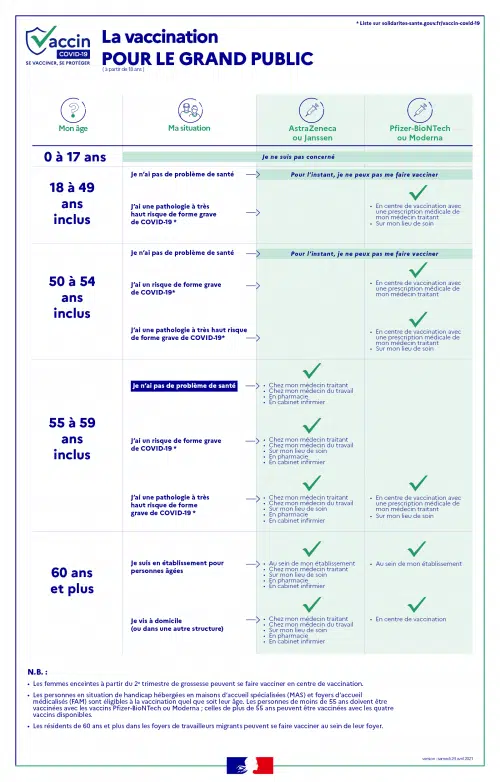 * Liste sur solidarites-sante.gouv.fr/vaccin-covid-19
Vaccin
COVID-19
SE VACCINER, SE PROTÉGER
La vaccination
POUR LE GRAND PUBLIC
Mon âge
Ma situation
AstraZeneca
ou Janssen
Pfizer-BioNTech
ou Moderna
0 à 17 ans
Je ne suis pas concerné
18 à 49
ans
inclus
Je n'ai pas de problème de santé
Pour l'instant, je ne peux pas me faire vacciner
J'ai une pathologie à très
haut risque de forme grave
de COVID-19 *
• En centre de vaccination avec
une prescription médicale de
mon médecin traitant
• Sur mon lieu de soin
50 à 54
ans
inclus
Je n'ai pas de problème de santé
Pour l'instant, je ne peux pas me faire vacciner
J'ai un risque de forme grave
de COVID-19*
• En centre de vaccination avec
une prescription médicale de
mon médecin traitant
J'ai une pathologie à très haut risque
de forme grave de COVID-19*
• En centre de vaccination avec
une prescription médicale de
mon médecin traitant
• Sur mon lieu de soin
55 à 59
ans
inclus
Je n'ai pas de problème de santé
• Chez mon médecin traitant
• Chez mon médecin du travail
• En pharmacie
• En cabinet infirmier
J'ai un risque de forme grave
de COVID-19 *
• Chez mon médecin traitant
• Chez mon médecin du travail
• Sur mon lieu de soin
• En pharmacie
• En cabinet infirmier
J'ai une pathologie à très
haut risque de forme
grave de COVID-19 *
• Chez mon médecin traitant
• Chez mon médecin du travail
• Sur mon lieu de soin
• En pharmacie
• En cabinet infirmier
• En centre de vaccination avec
une prescription médicale de
mon médecin traitant
• Sur mon lieu de soin
60 ans
et plus
Je suis en établissement pour
personnes âgées
• Au sein de mon établissement
• Chez mon médecin traitant
• Sur mon lieu de soin
• En pharmacie
• En cabinet infirmier
• Au sein de mon établissement
Je vis à domicile
(ou dans une autre structure)
• Chez mon médecin traitant
• Chez mon médecin du travail
• Sur mon lieu de soin
• En pharmacie
• En cabinet infirmier
• En centre de vaccination
N.B. :
• Les femmes enceintes à partir du 2e trimestre de grossesse peuvent se faire vacciner en centre de vaccination.
• Les personnes en situation de handicap hébergées en maisons d'accueil spécialisées (MAS) et foyers d'accueil
médicalisés (FAM) sont éligibles à la vaccination quel que soit leur âge. Les personnes de moins de 55 ans doivent être
vaccinées avec les vaccins Pfizer-BioNTech ou Moderna ; celles de plus de 55 ans peuvent être vaccinées avec les quatre
vaccins disponibles.
• Les résidents de 60 ans et plus dans les foyers de travailleurs migrants peuvent se faire vacciner au sein de leur foyer.